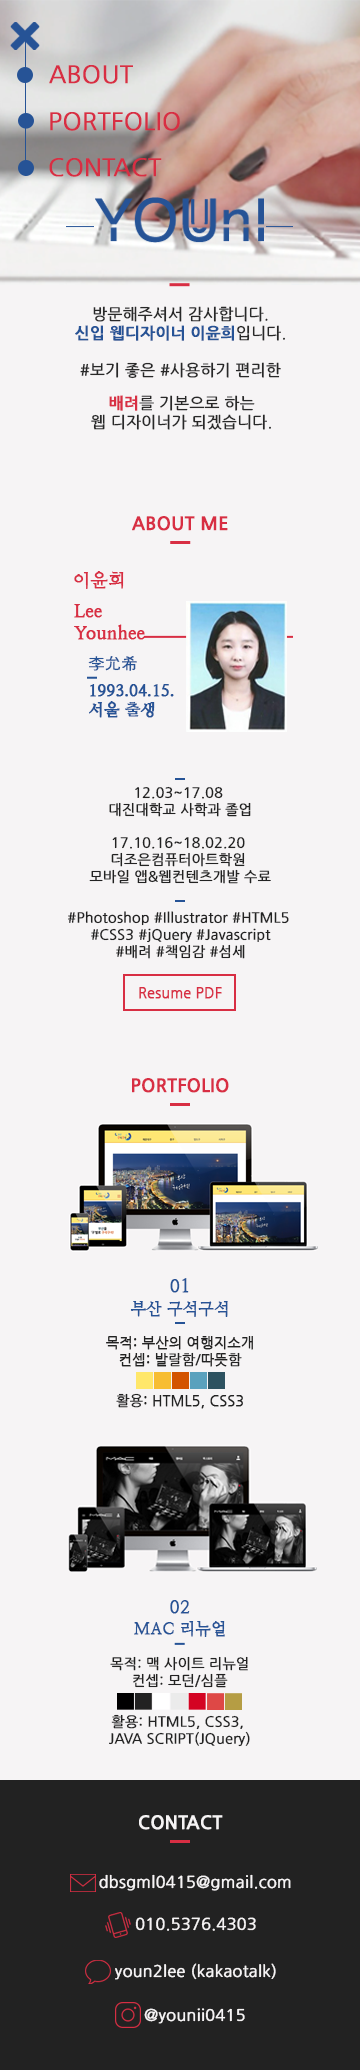 ABOUT
PORTFOLIO
CONTACT
YOUn!
방문해주셔서 감사합니다.
신입 웹디자이너 이윤희입니다.
#보기 좋은 #사용하기 편리한
배려를 기본으로 하는
웹 디자이너가 되겠습니다.
ABOUT ME
이윤희
Lee
Younhee
李允希
1993.04.15.
서울 출생
12.03~17.08
대진대학교 사학과 졸업
17.10.16~18.02.20
더조은컴퓨터아트학원
모바일 앱&웹컨텐츠개발 수료
#Photoshop #Illustrator #HTML5
#CSS3 #jQuery #Javascript
#배려 #책임감 #섬세
Resume PDF
PORTFOLIO
01
부산 구석구석
목적: 부산의 여행지소개
컨셉: 발랄함/따뜻함
활용: HTML5, CSS3
MAC
02
MAC 리뉴얼
목적: 맥 사이트 리뉴얼
컨셉: 모던/심플
활용: HTML5, CSS3,
JAVA SCRIPT(JQuery)
CONTACT
dbsgml0415@gmail.com
010.5376.4303
youn2lee (kakaotalk)
@younii0415